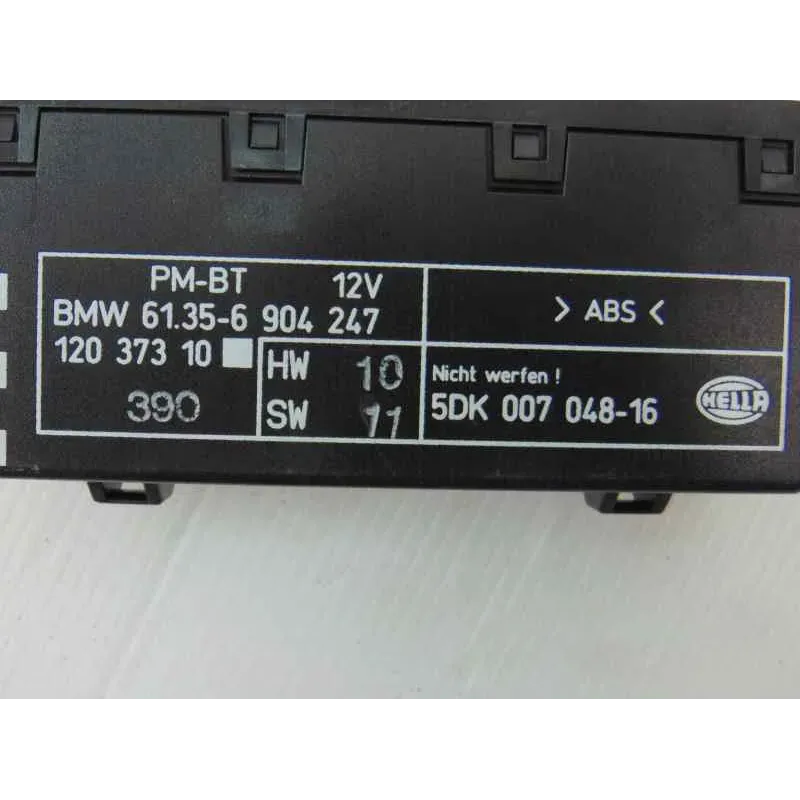 PM-BT 12V
BMW 61.35-6 904 247
120 373 10
390
HW 10
SW 11
> ABS <
Nicht werfen !
5DK 007 048-16
HELLA